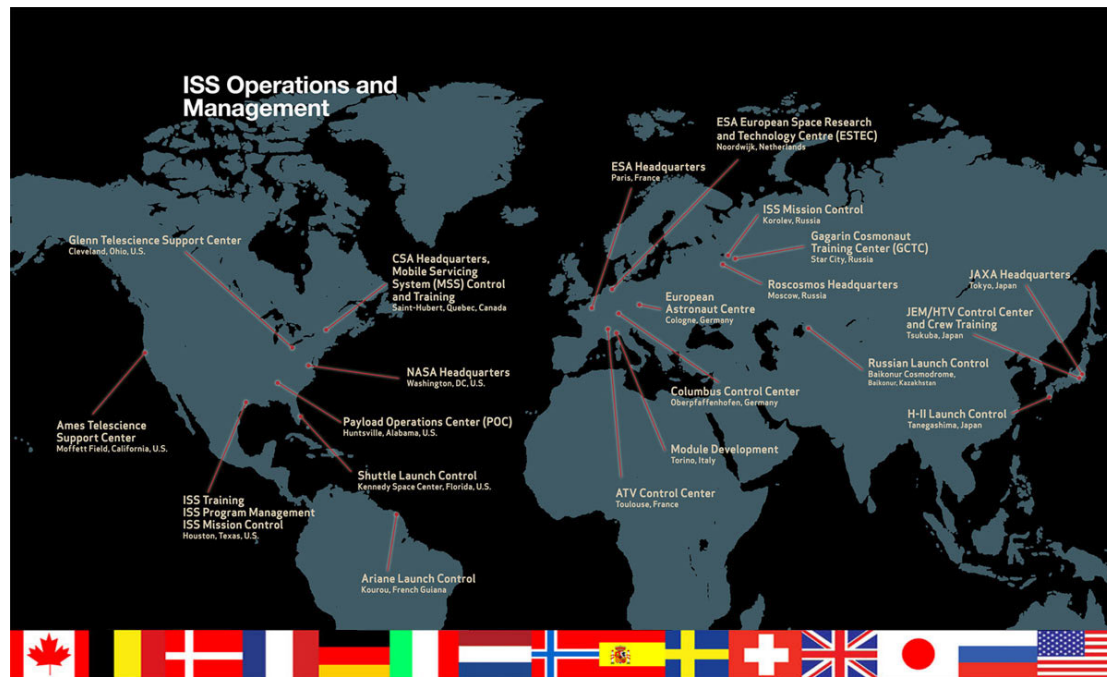 ISS Operations and
Management
ESA European Space Research
and Technology Centre (ESTEC)
Noordwijk, Netherlands
ESA Headquarters
Paris, France
ISS Mission Control
Korolev, Russia
Gagarin Cosmonaut
Training Center (GCTC)
Star City, Russia
Glenn Telescience Support Center
Cleveland, Ohio, U.S.
CSA Headquarters,
Mobile Servicing
System (MSS) Control
and Training
Saint-Hubert, Quebec, Canada
Roscosmos Headquarters
Moscow, Russia
JAXA Headquarters
Tokyo, Japan
European
Astronaut Centre
Cologne, Germany
JEM/HTV Control Center
and Crew Training
Tsukuba, Japan
Russian Launch Control
Baikonur Cosmodrome,
Baikonur, Kazakhstan
NASA Headquarters
Washington, DC, U.S.
Columbus Control Center
Oberpfaffenhofen, Germany
H-II Launch Control
Tanegashima, Japan
Payload Operations Center (POC)
Huntsville, Alabama, U.S.
Ames Telescience
Support Center
Moffett Field, California, U.S.
Module Development
Torino, Italy
Shuttle Launch Control
Kennedy Space Center, Florida, U.S.
ATV Control Center
Toulouse, France
ISS Training
ISS Program Management
ISS Mission Control
Houston, Texas, U.S.
Ariane Launch Control
Kourou, French Guiana